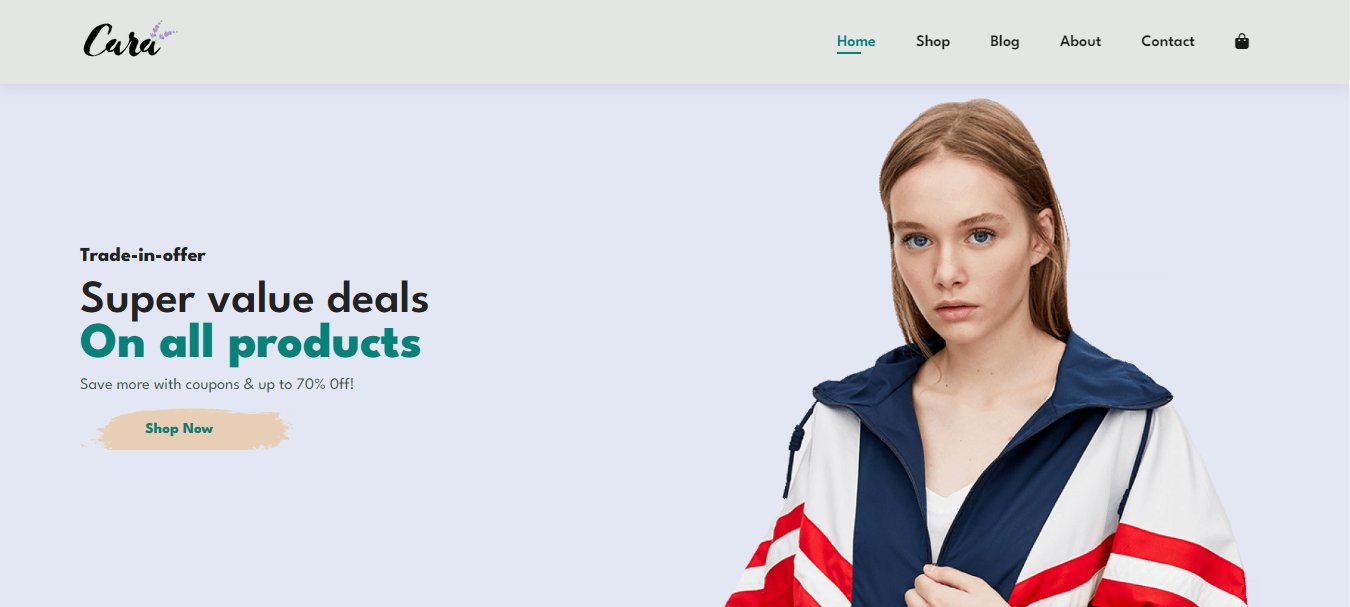 Cara
Home Shop Blog About Contact
Trade-in-offer
Super value deals
On all products
Save more with coupons & up to 70% 0ff!
Shop Now